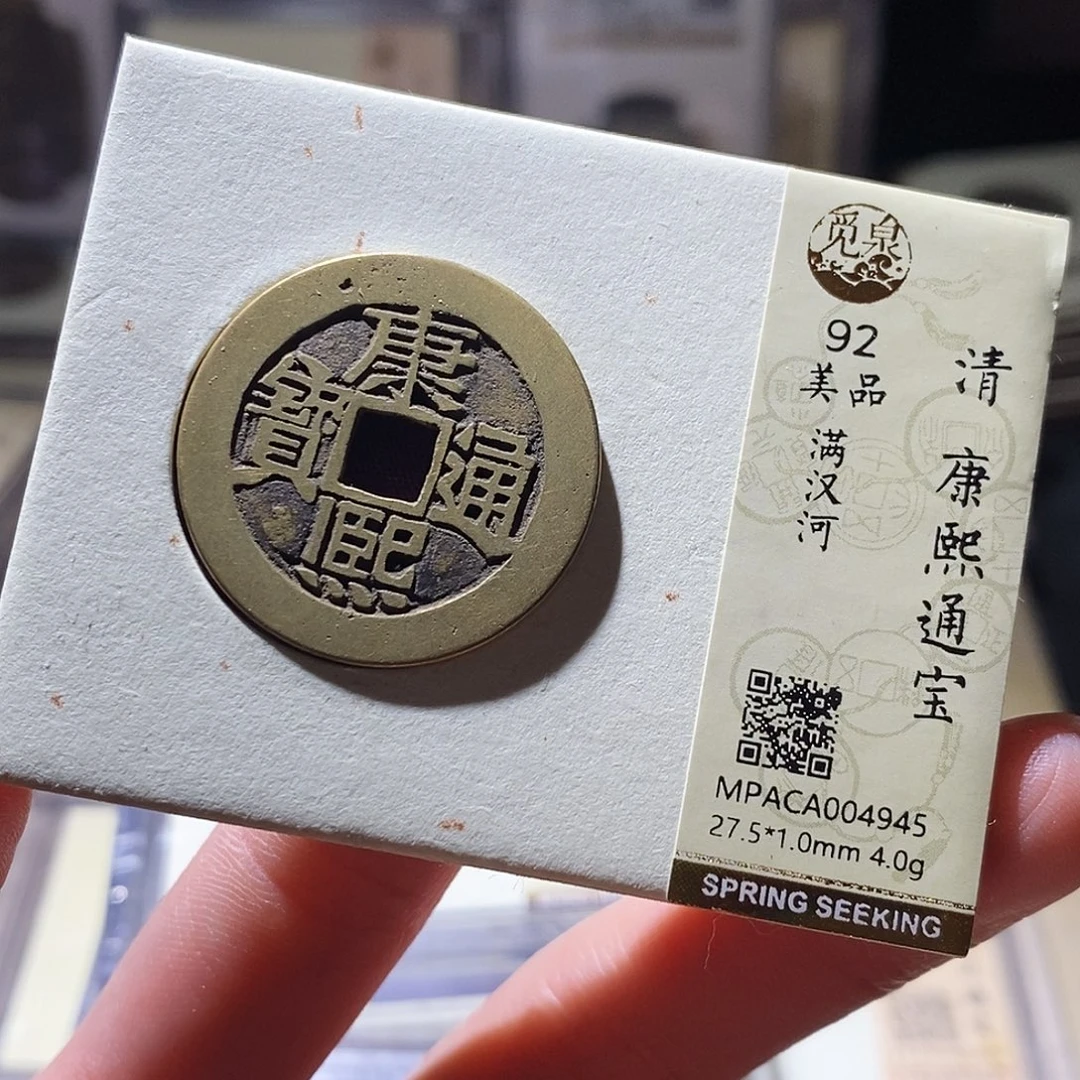 康熙通寶
觅泉
92
美品
满汉河
清 康熙通宝
MPACA004945
27.5*1.0mm 4.0g
SPRING SEEKING